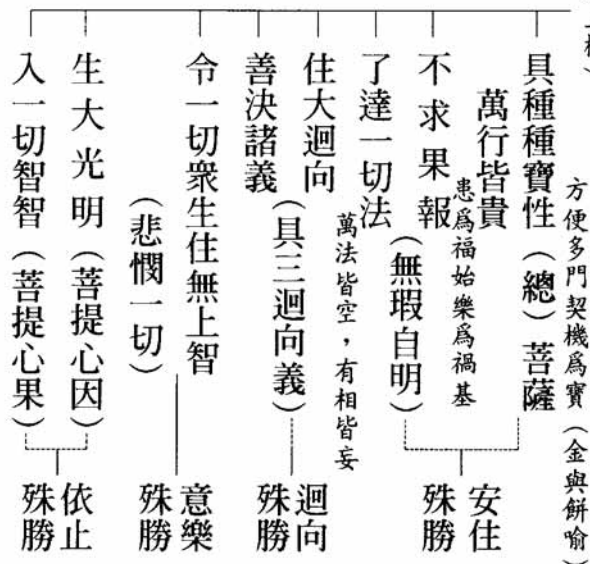 方便多門契機為寶(金與餅喻)
具種種寶性(總)菩薩
萬行皆貴
患為福始樂為禍基
不求果報
(無瑕自明)
了達一切法
萬法皆空,有相皆妄
住大迴向
(具三迴向義)
善決諸義
令一切衆生住無上智
(悲憫一切)
生大光明(菩提心因)
入一切智智(菩提心果)
安住
殊勝
迴向
殊勝
意樂
殊勝
依止
殊勝